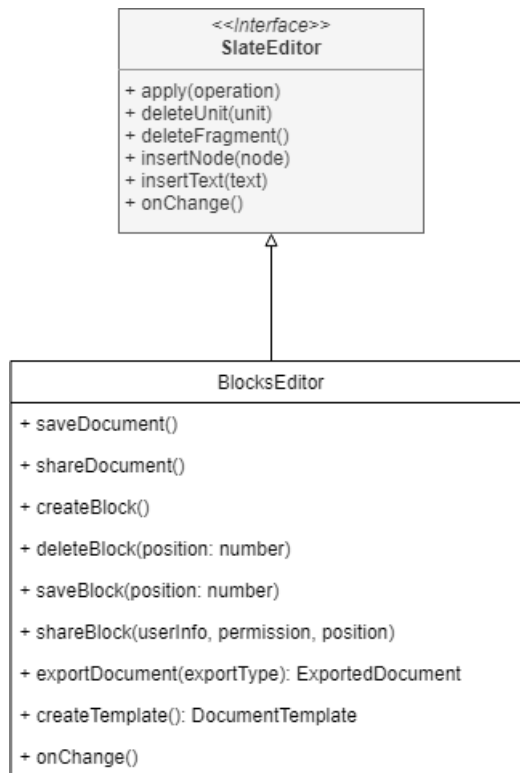 <<Interface>>
SlateEditor
+ apply(operation)
+ deleteUnit(unit)
+ deleteFragment()
+ insertNode(node)
+ insertText(text)
+ onChange()
BlocksEditor
+ saveDocument()
+ shareDocument()
+ createBlock()
+ deleteBlock(position: number)
+ saveBlock(position: number)
+ shareBlock(userInfo, permission, position)
+ exportDocument(exportType): ExportedDocument
+ createTemplate(): DocumentTemplate
+ onChange()